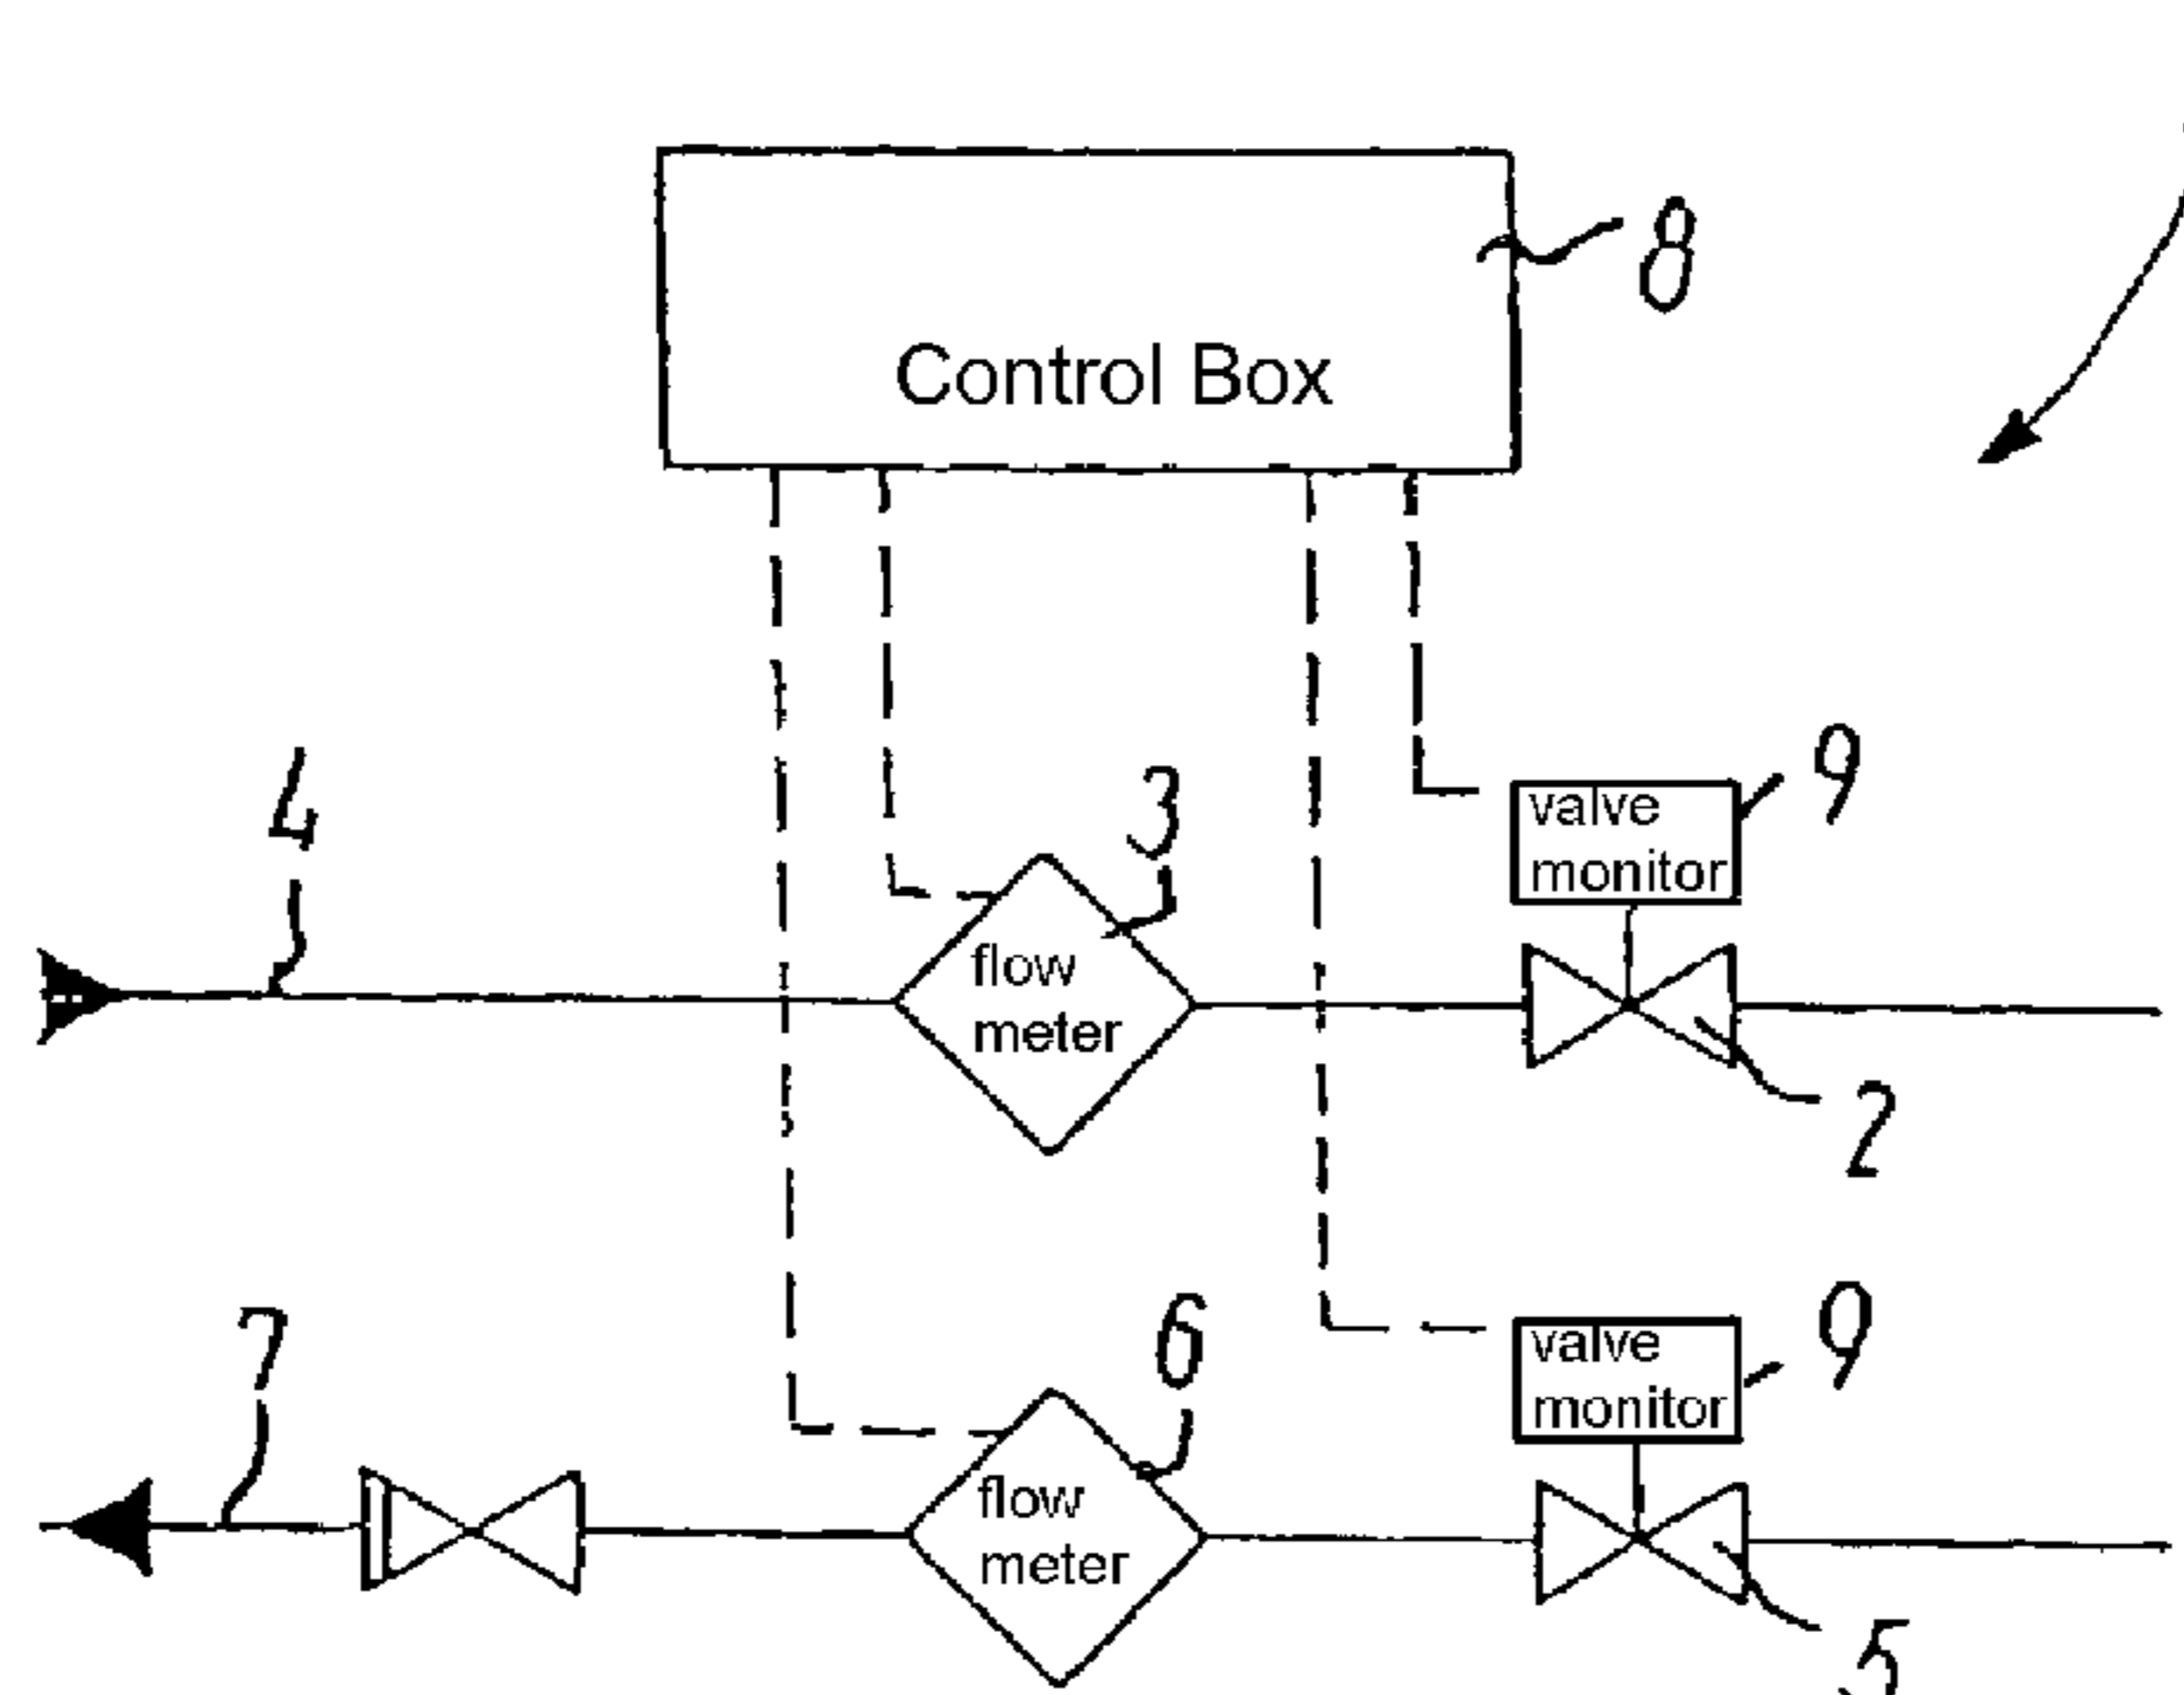 8
Control Box
4
3
9
valve
monitor
flow
meter
2
7
6
9
valve
monitor
flow
meter
5